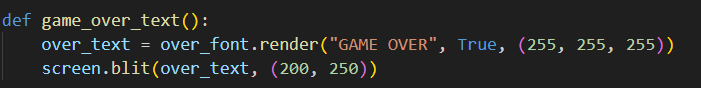 def game_over_text():
    over_text = over_font.render("GAME OVER", True, (255, 255, 255))
    screen.blit(over_text, (200, 250))